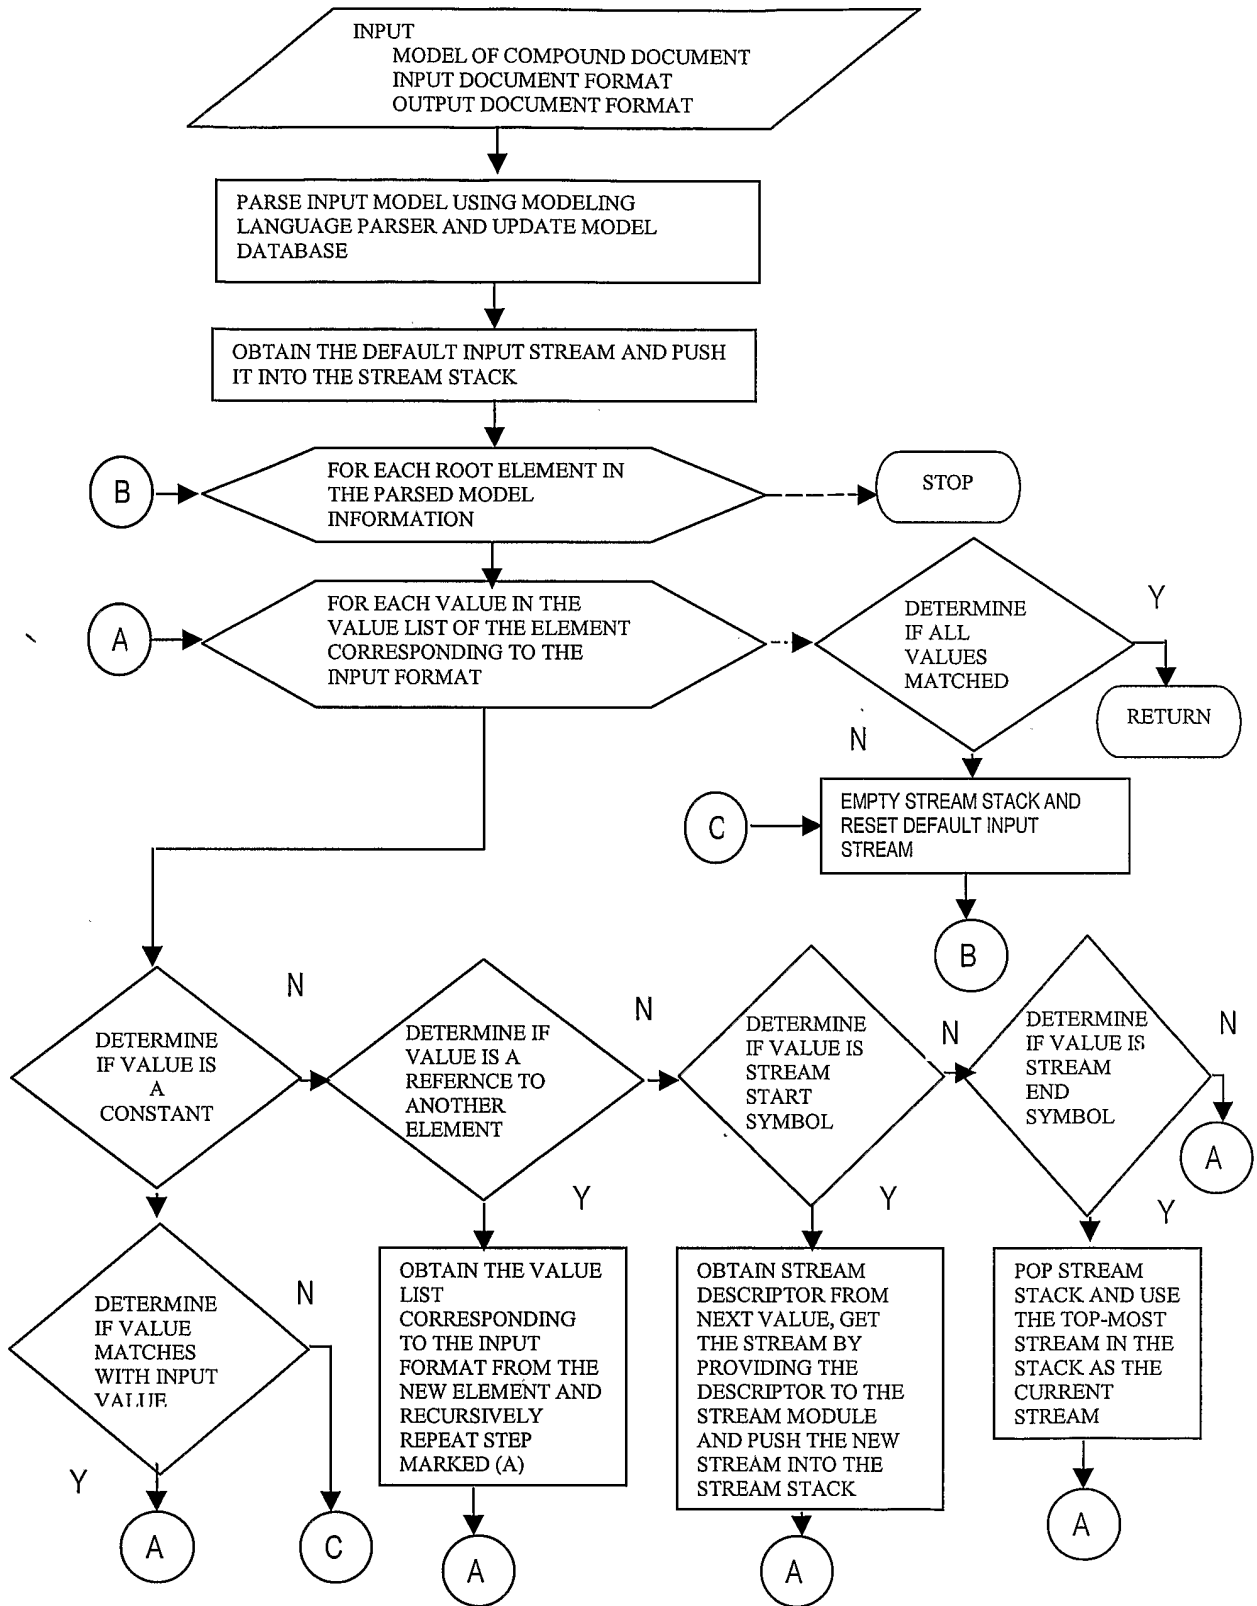 INPUT
MODEL OF COMPOUND DOCUMENT
INPUT DOCUMENT FORMAT
OUTPUT DOCUMENT FORMAT
PARSE INPUT MODEL USING MODELING
LANGUAGE PARSER AND UPDATE MODEL
DATABASE
OBTAIN THE DEFAULT INPUT STREAM AND PUSH
IT INTO THE STREAM STACK
B
FOR EACH ROOT ELEMENT IN
THE PARSED MODEL
INFORMATION
STOP
A
FOR EACH VALUE IN THE
VALUE LIST OF THE ELEMENT
CORRESPONDING TO THE
INPUT FORMAT
DETERMINE
IF ALL
VALUES
MATCHED
Y
RETURN
N
C
EMPTY STREAM STACK AND
RESET DEFAULT INPUT
STREAM
B
DETERMINE
IF VALUE IS
A
CONSTANT
N
DETERMINE IF
VALUE IS A
REFERNCE TO
ANOTHER
ELEMENT
N
DETERMINE
IF VALUE IS
STREAM
START
SYMBOL
N
DETERMINE
IF VALUE IS
STREAM
END
SYMBOL
N
A
Y
Y
Y
DETERMINE
IF VALUE
MATCHES
WITH INPUT
VALUE
N
OBTAIN THE VALUE
LIST
CORRESPONDING
TO THE INPUT
FORMAT FROM THE
NEW ELEMENT AND
RECURSIVELY
REPEAT STEP
MARKED (A)
OBTAIN STREAM
DESCRIPTOR FROM
NEXT VALUE, GET
THE STREAM BY
PROVIDING THE
DESCRIPTOR TO THE
STREAM MODULE
AND PUSH THE NEW
STREAM INTO THE
STREAM STACK
POP STREAM
STACK AND USE
THE TOP-MOST
STREAM IN THE
STACK AS THE
CURRENT
STREAM
Y
A
C
A
A
A